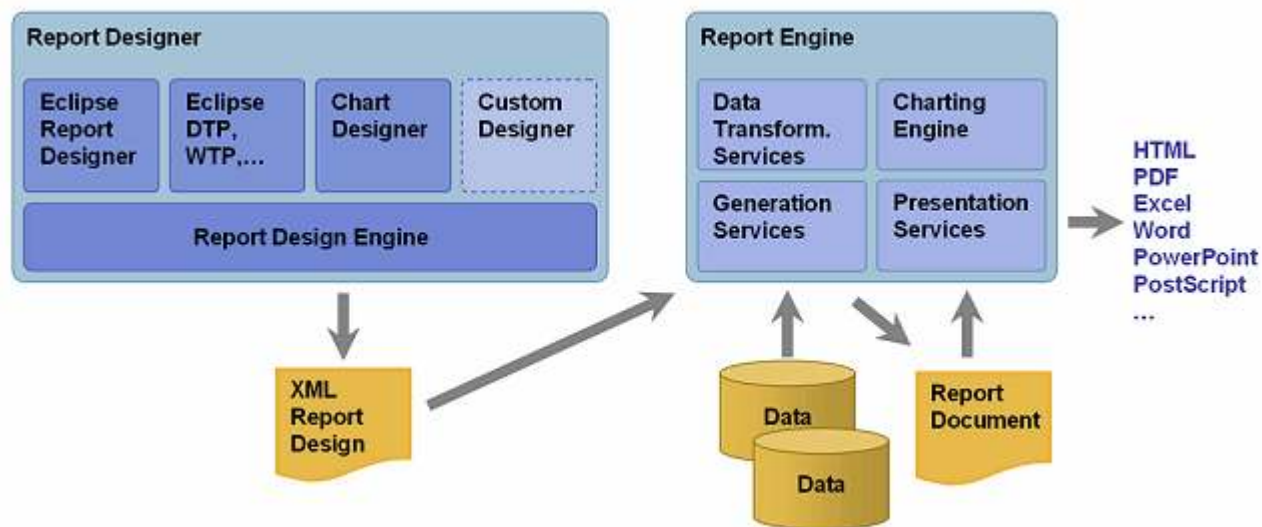 Report Designer
Eclipse
Report
Designer
Eclipse
DTP,
WTP,...
Chart
Designer
Custom
Designer
Report Design Engine
XML
Report
Design
Report Engine
Data
Transform.
Services
Charting
Engine
Generation
Services
Presentation
Services
Data
Data
Report
Document
HTML
PDF
Excel
Word
PowerPoint
PostScript
...